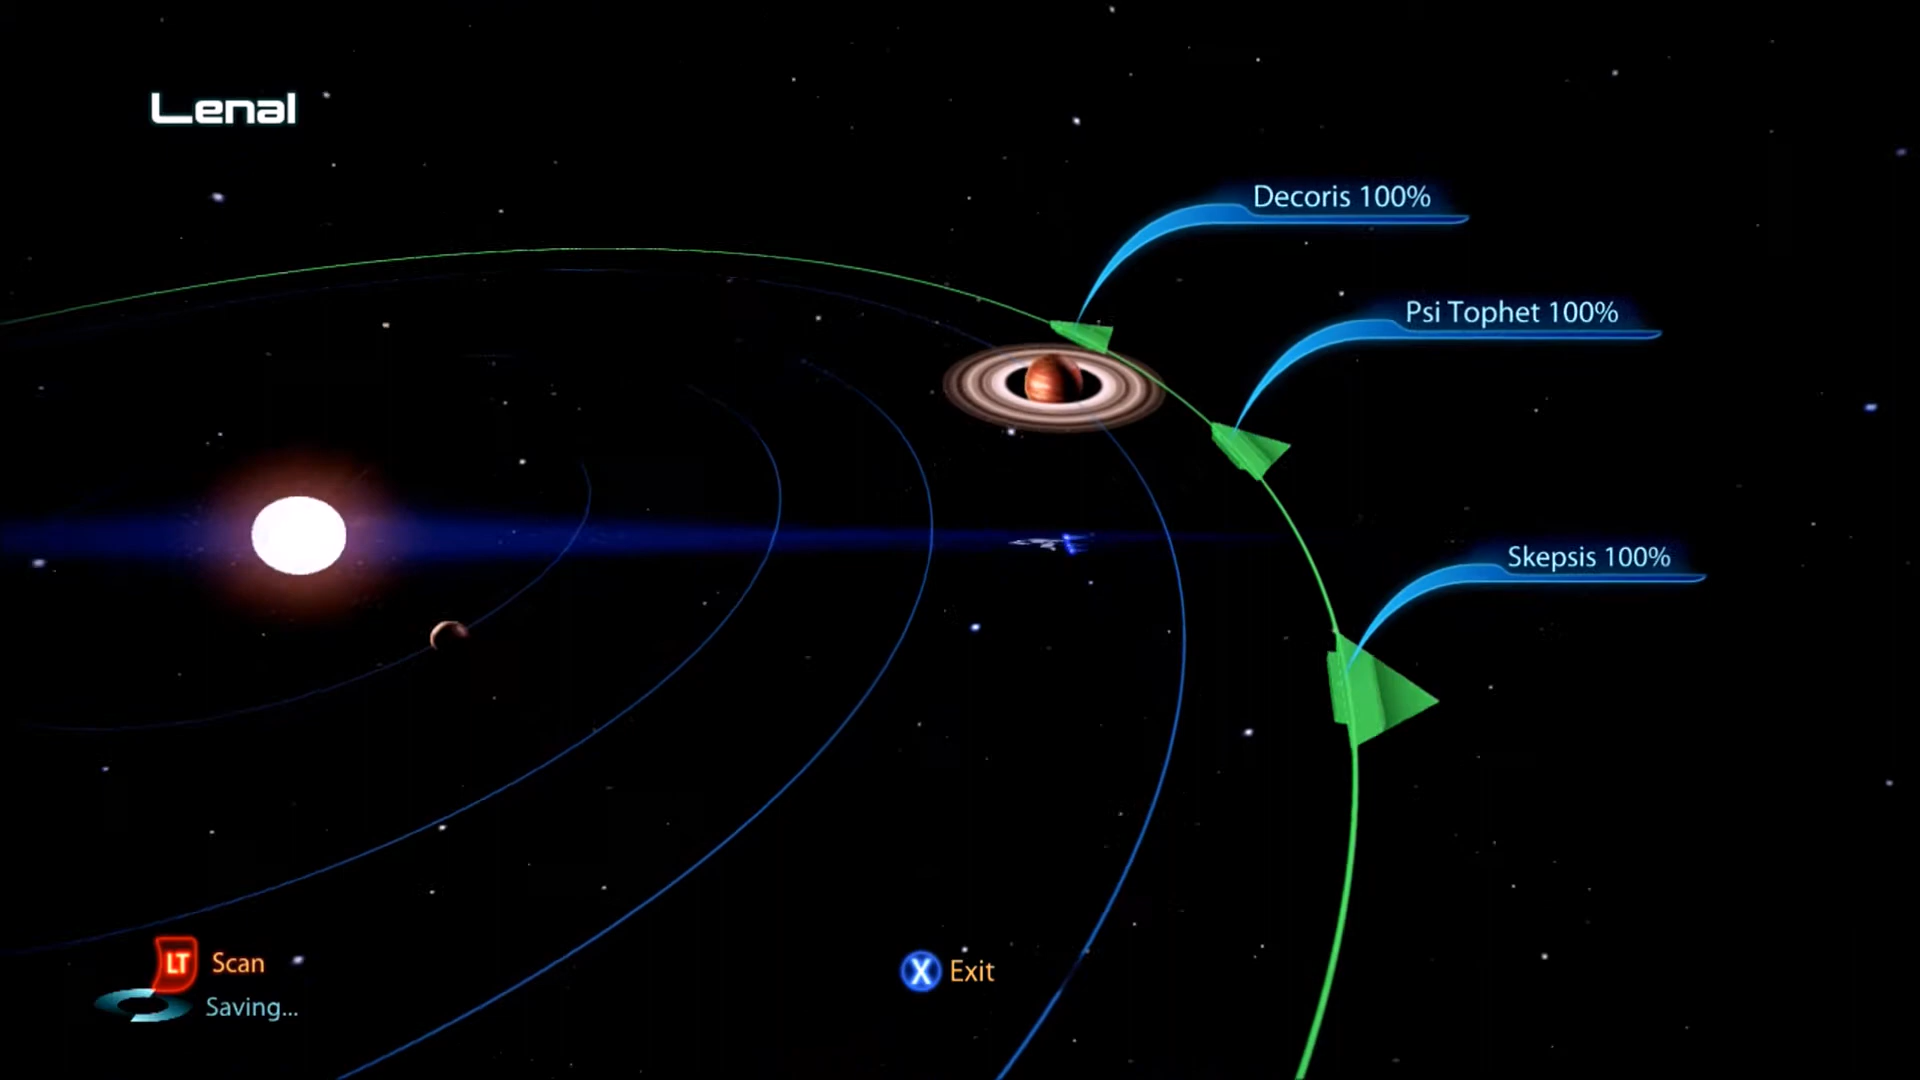 Lenal
Decoris 100%
Psi Tophet 100%
Skepsis 100%
LT Scan
X Exit
Saving...